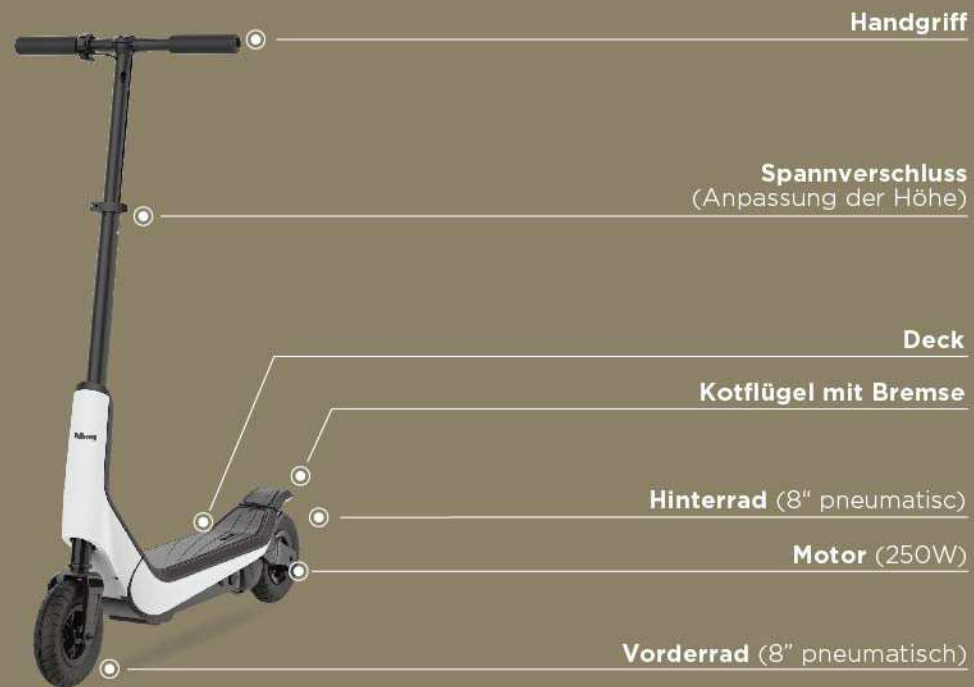 Handgriff
Spannverschluss
(Anpassung der Höhe)
Deck
Kotflügel mit Bremse
Hinterrad (8“ pneumatisc)
Motor (250W)
Vorderrad (8” pneumatisch)